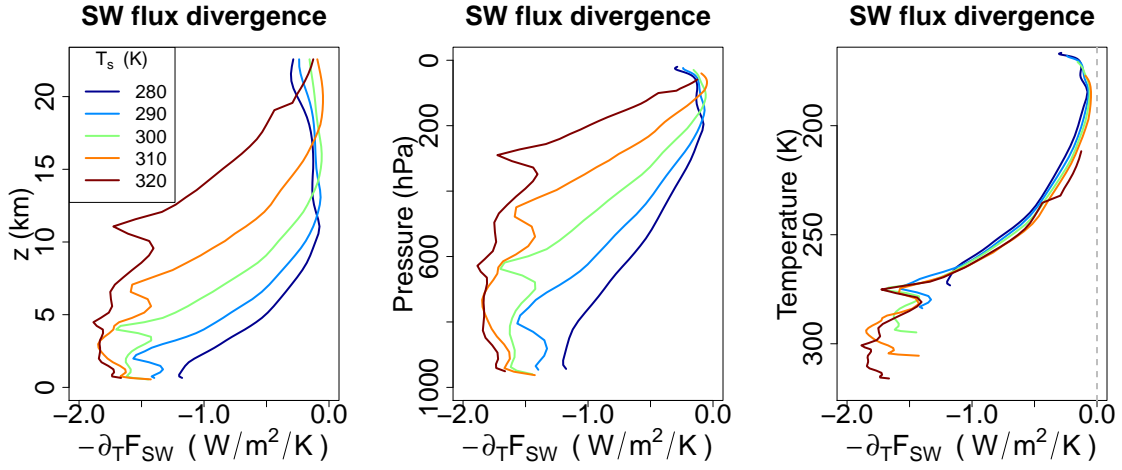 SW flux divergence
T_s (K)
280
290
300
310
320
0
5
10
15
20
z (km)
−2.0
−1.0
0.0
−∂TFSW ( W/m²/K )
SW flux divergence
0
200
600
1000
Pressure (hPa)
−2.0
−1.0
0.0
−∂TFSW ( W/m²/K )
SW flux divergence
200
250
300
Temperature (K)
−2.0
−1.0
0.0
−∂TFSW ( W/m²/K )